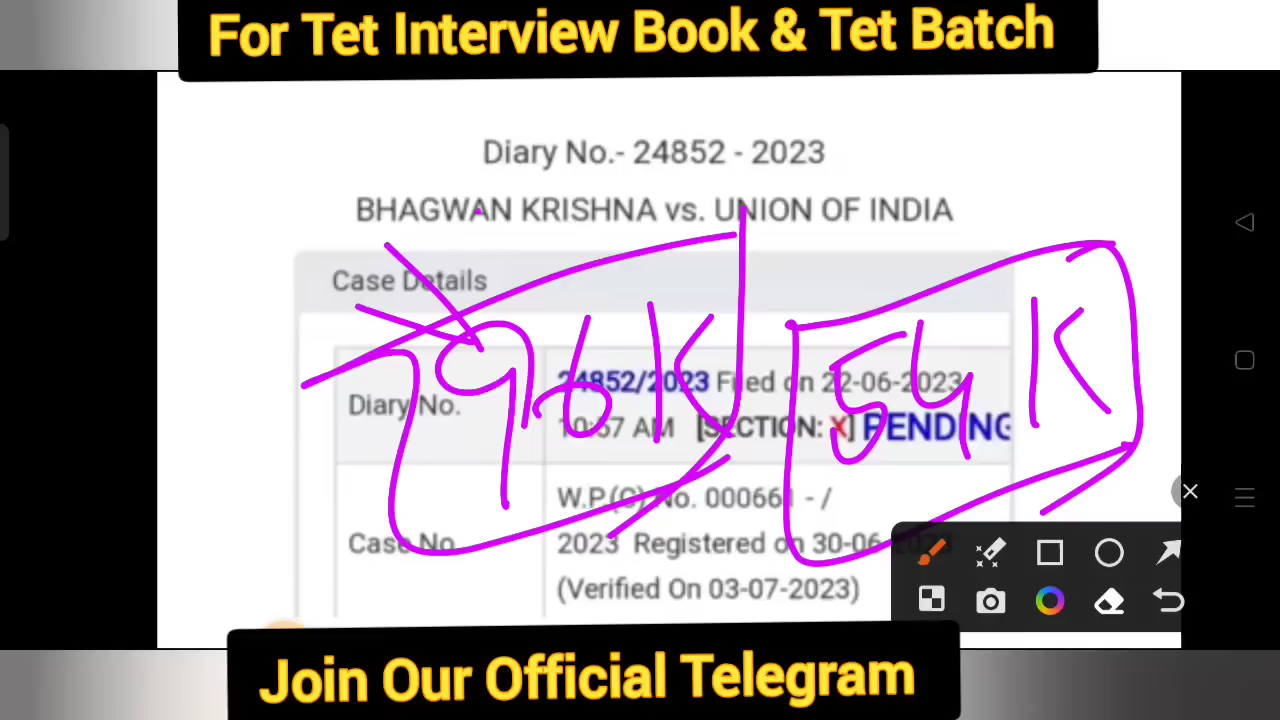 For Tet Interview Book & Tet Batch
Diary No.- 24852 - 2023
BHAGWAN KRISHNA vs. UNION OF INDIA
Case Details
Diary No.
24852/2023 Filed on 22-06-2023
10:57 AM [SECTION: X] PENDING
96K
54K
Case No.
W.P.(C) No. 000661 - /
2023 Registered on 30-06-2023
(Verified On 03-07-2023)
Join Our Official Telegram